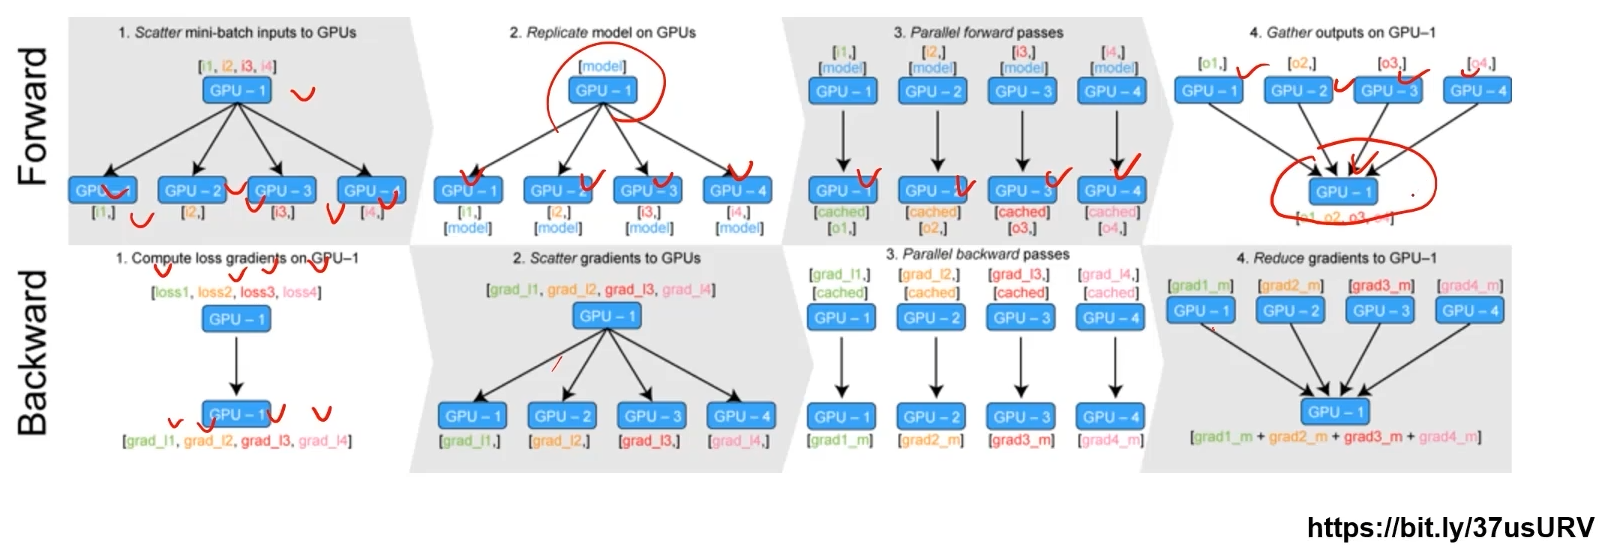 Forward
1. Scatter mini-batch inputs to GPUs
[i1, i2, i3, i4]
GPU – 1
GPU – 1 GPU – 2 GPU – 3 GPU – 4
[i1,] [i2,] [i3,] [i4,]
2. Replicate model on GPUs
[model]
GPU – 1
GPU – 1 GPU – 2 GPU – 3 GPU – 4
[i1,] [i2,] [i3,] [i4,]
[model] [model] [model] [model]
3. Parallel forward passes
[i1,] [i2,] [i3,] [i4,]
[model] [model] [model] [model]
GPU – 1 GPU – 2 GPU – 3 GPU – 4
GPU – 1 GPU – 2 GPU – 3 GPU – 4
[cached] [cached] [cached] [cached]
[o1,] [o2,] [o3,] [o4,]
4. Gather outputs on GPU–1
[o1,] [o2,] [o3,] [o4,]
GPU – 1 GPU – 2 GPU – 3 GPU – 4
GPU – 1
[o1, o2, o3, o4]
Backward
1. Compute loss gradients on GPU–1
[loss1, loss2, loss3, loss4]
GPU – 1
GPU – 1
[grad_l1, grad_l2, grad_l3, grad_l4]
2. Scatter gradients to GPUs
[grad_l1, grad_l2, grad_l3, grad_l4]
GPU – 1
GPU – 1 GPU – 2 GPU – 3 GPU – 4
[grad_l1,] [grad_l2,] [grad_l3,] [grad_l4,]
3. Parallel backward passes
[grad_l1,] [grad_l2,] [grad_l3,] [grad_l4,]
[cached] [cached] [cached] [cached]
GPU – 1 GPU – 2 GPU – 3 GPU – 4
GPU – 1 GPU – 2 GPU – 3 GPU – 4
[grad1_m] [grad2_m] [grad3_m] [grad4_m]
4. Reduce gradients to GPU–1
[grad1_m] [grad2_m] [grad3_m] [grad4_m]
GPU – 1 GPU – 2 GPU – 3 GPU – 4
GPU – 1
[grad1_m + grad2_m + grad3_m + grad4_m]
https://bit.ly/37usURV